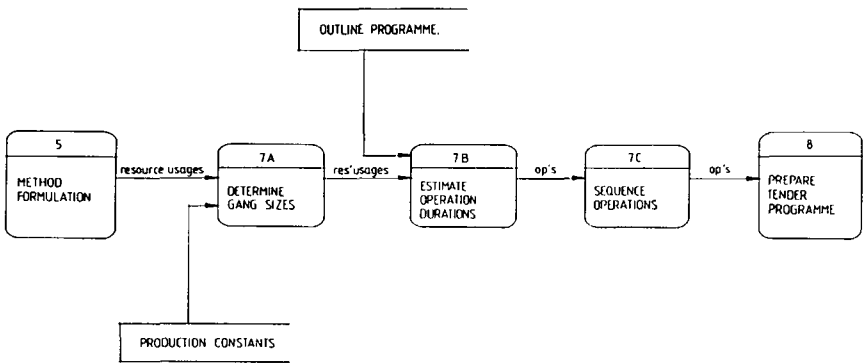 OUTLINE PROGRAMME.
5
METHOD
FORMULATION
resource usages
7A
DETERMINE
GANG SIZES
res'usages
7B
ESTIMATE
OPERATION
DURATIONS
op's
7C
SEQUENCE
OPERATIONS
op's
8
PREPARE
TENDER
PROGRAMME
PRODUCTION CONSTANTS